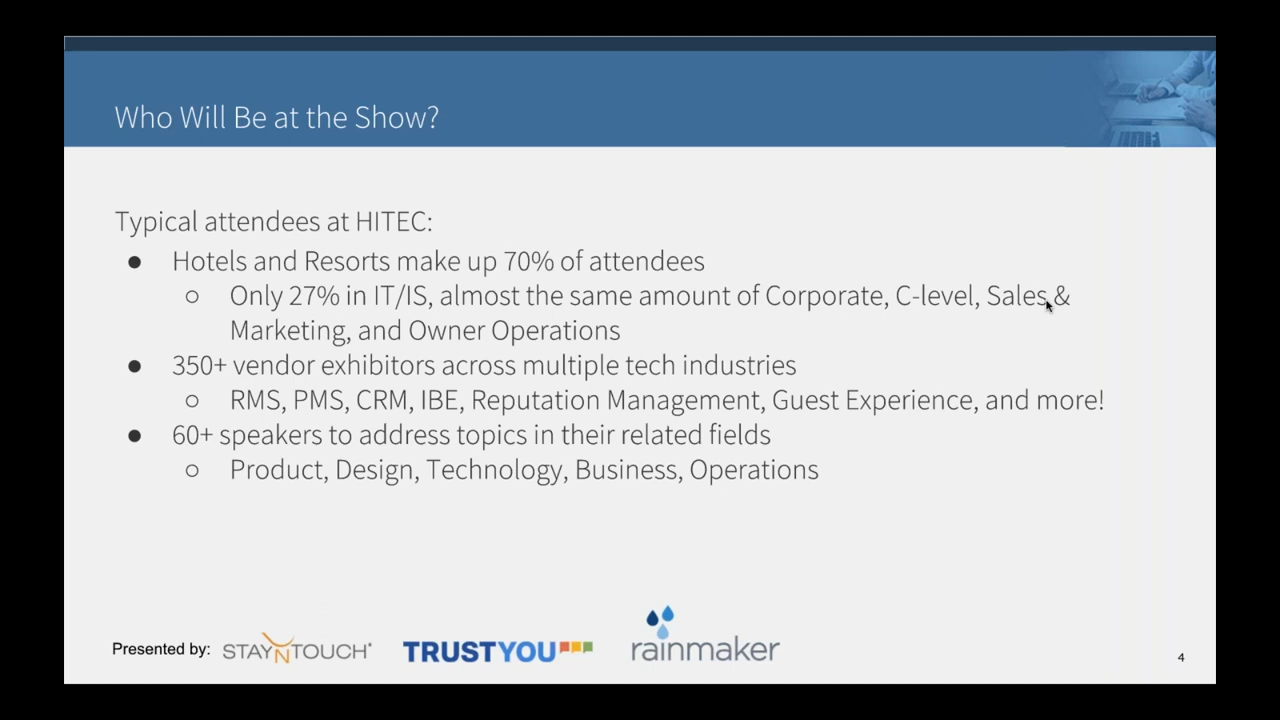 Who Will Be at the Show?
Typical attendees at HITEC:
● Hotels and Resorts make up 70% of attendees
○ Only 27% in IT/IS, almost the same amount of Corporate, C-level, Sales &
Marketing, and Owner Operations
● 350+ vendor exhibitors across multiple tech industries
○ RMS, PMS, CRM, IBE, Reputation Management, Guest Experience, and more!
● 60+ speakers to address topics in their related fields
○ Product, Design, Technology, Business, Operations
Presented by: STAYNTOUCH® TRUSTYOU rainmaker
4